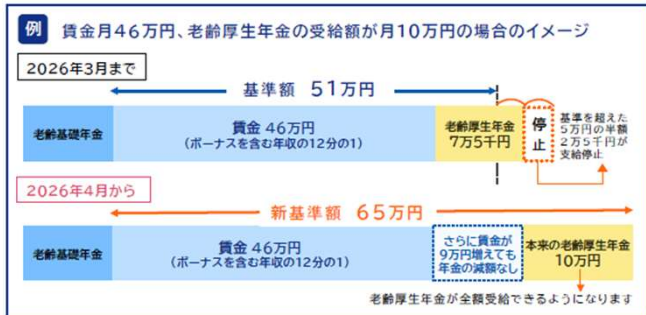 例 賃金月46万円、老齢厚生年金の受給額が月10万円の場合のイメージ
2026年3月まで
基準額 51万円
老齢基礎年金
賃金 46万円
(ボーナスを含む年収の12分の1)
老齢厚生年金
7万5千円
停
止
基準を超えた
5万円の半額
2万5千円が
支給停止
2026年4月から
新基準額 65万円
老齢基礎年金
賃金 46万円
(ボーナスを含む年収の12分の1)
さらに賃金が
9万円増えても
年金の減額なし
本来の老齢厚生年金
10万円
老齢厚生年金が全額受給できるようになります